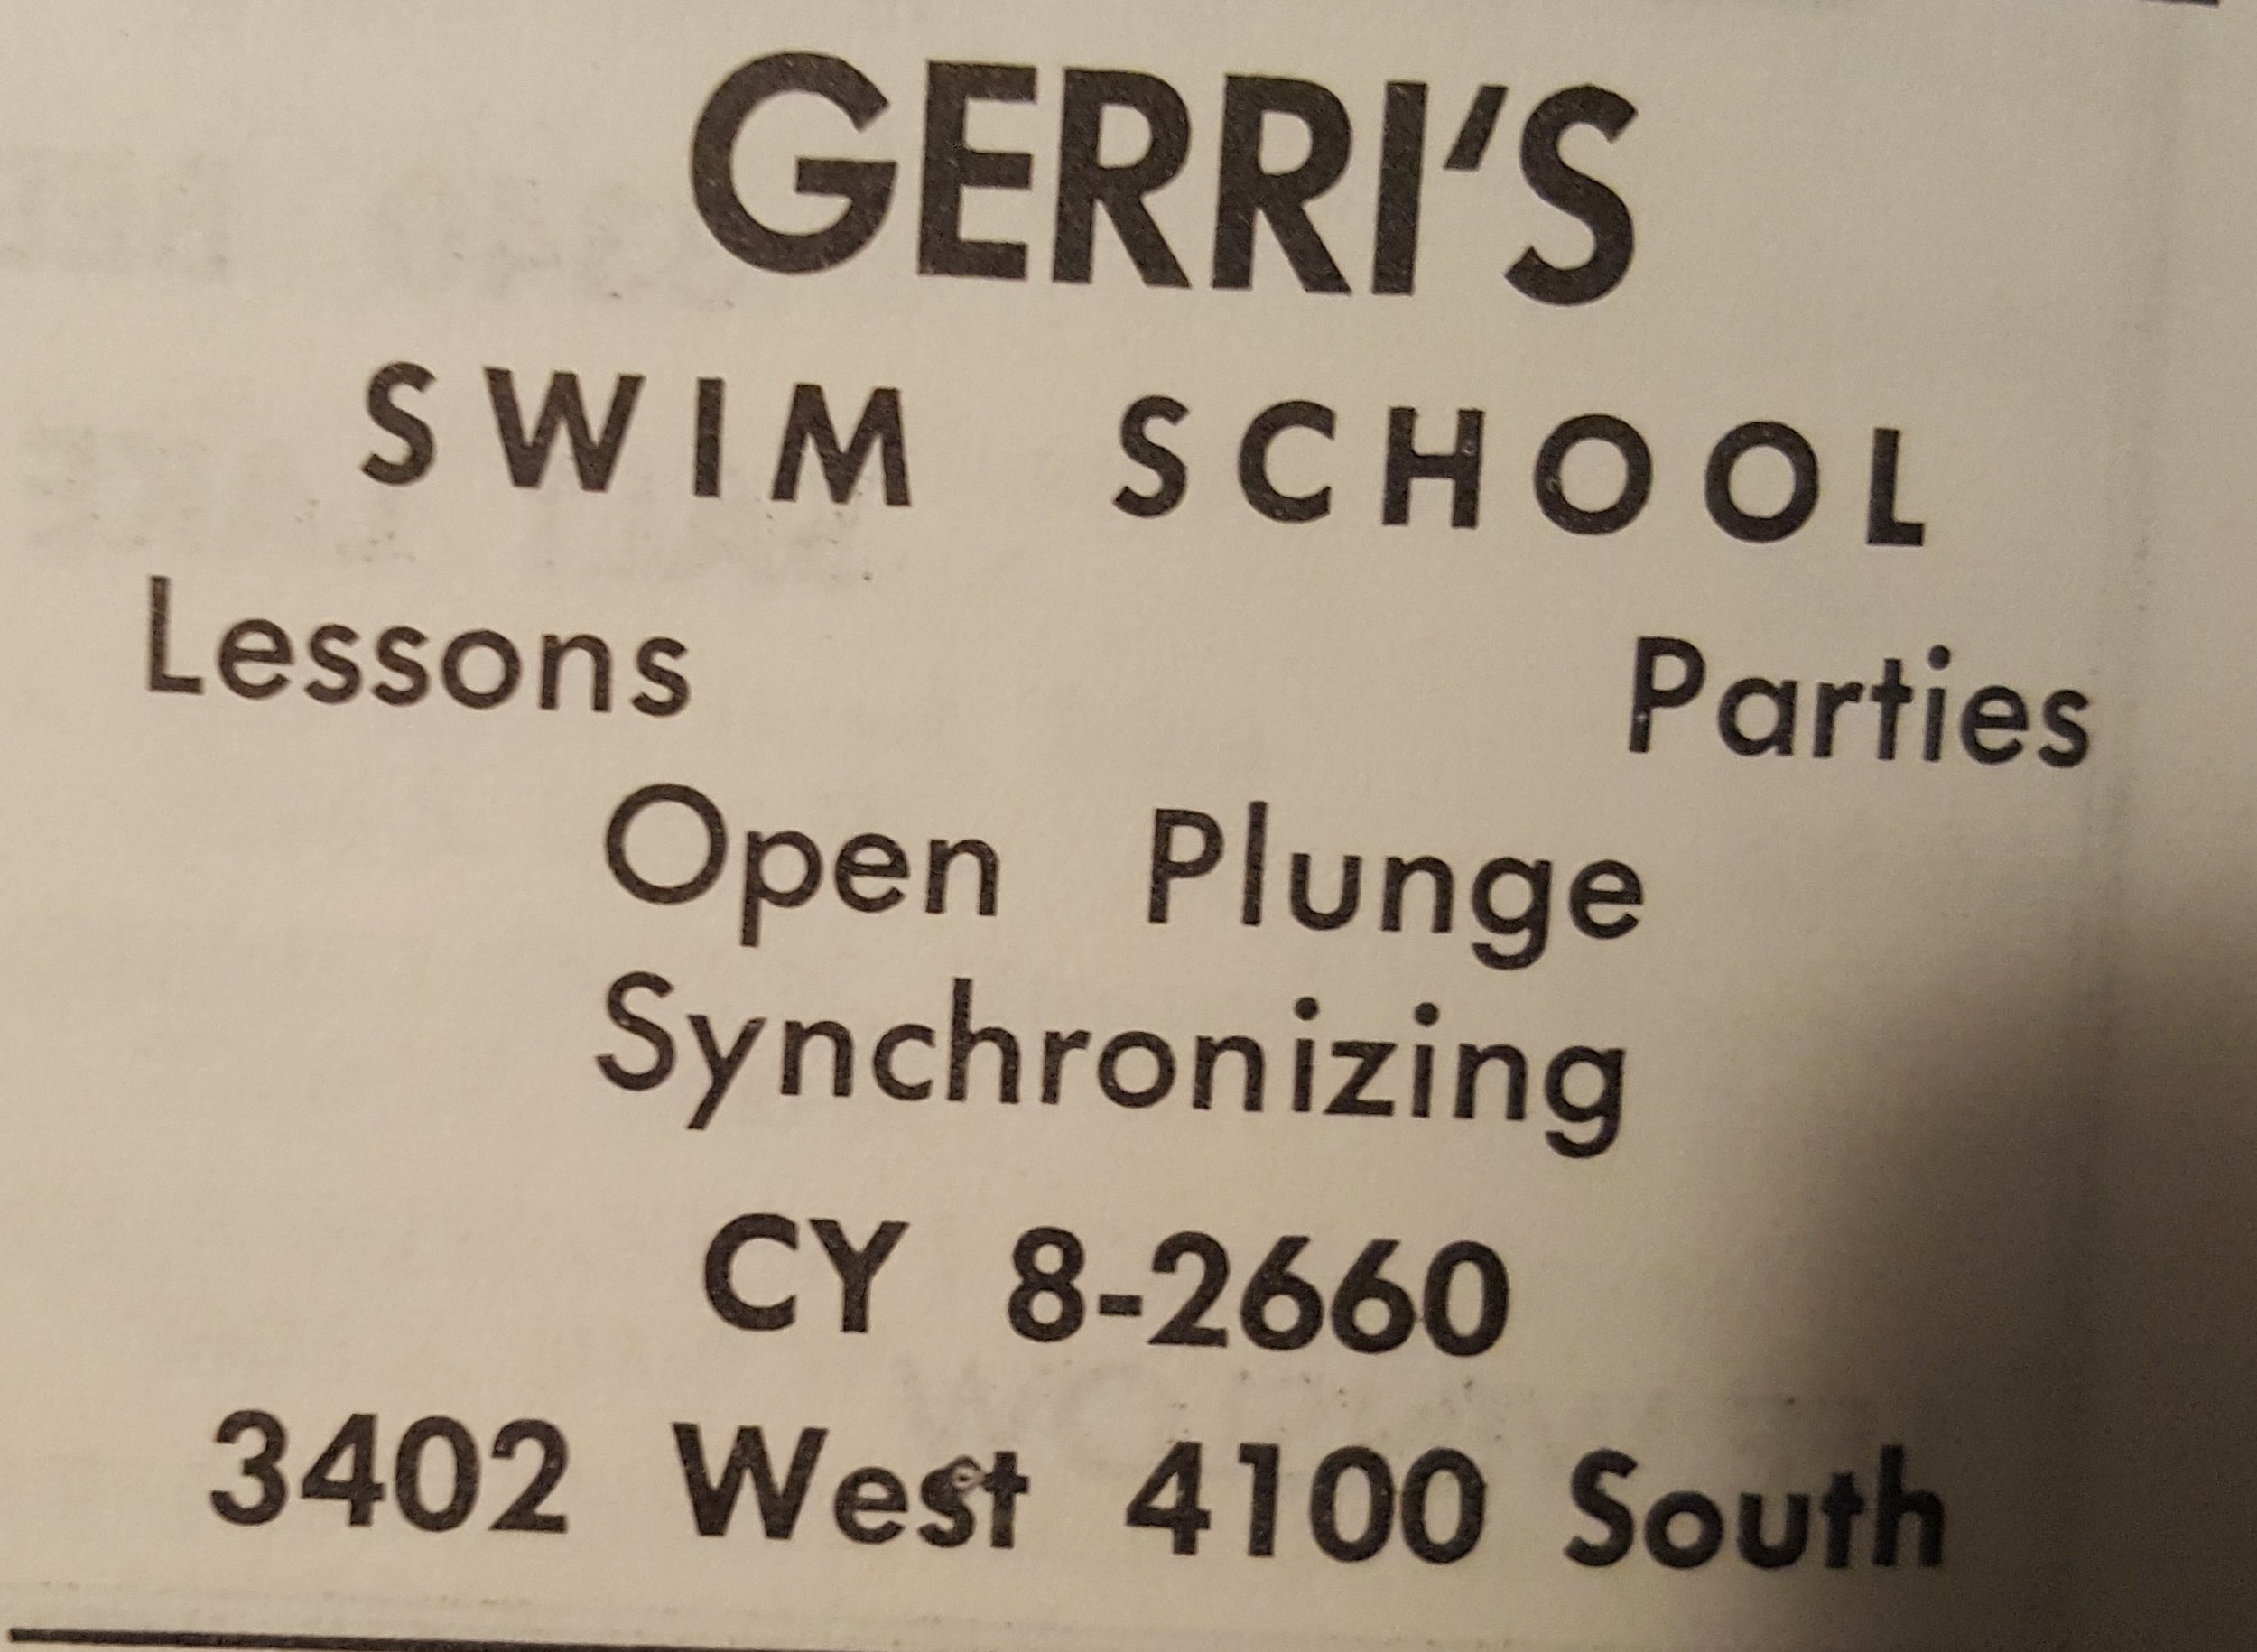 GERRI'S
SWIM SCHOOL
Lessons Parties
Open Plunge
Synchronizing
CY 8-2660
3402 West 4100 South